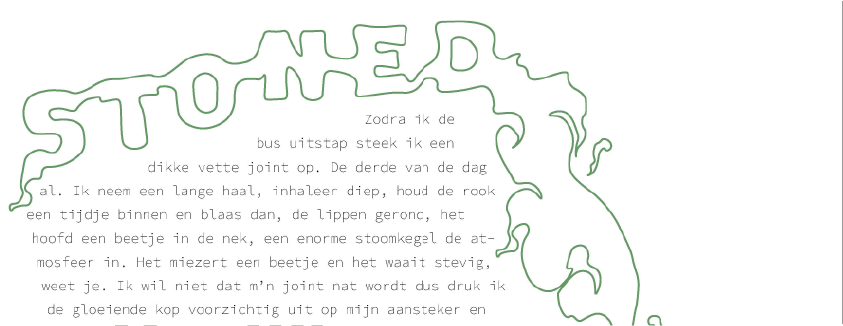 STONED
Zodra ik de
bus uitstap steek ik een
dikke vette joint op. De derde van de dag
al. Ik neem een lange haal, inhaleer diep, houd de rook
een tijdje binnen en blaas dan, de lippen gerond, het
hoofd een beetje in de nek, een enorme stoomkegel de at-
mosfeer in. Het miezert een beetje en het waait stevig,
weet je. Ik wil niet dat m’n joint nat wordt dus druk ik
de gloeiende kop voorzichtig uit op mijn aansteker en